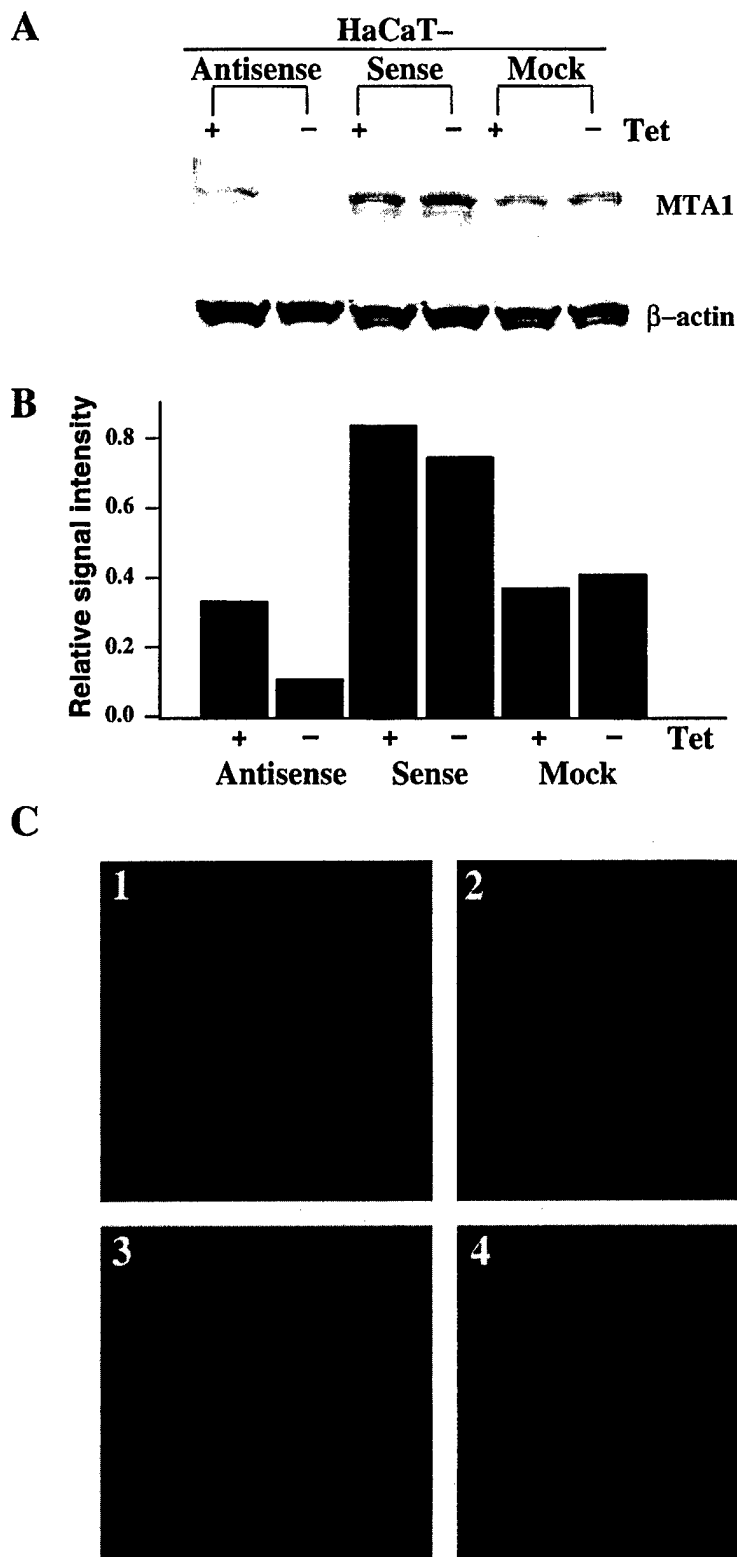 A
HaCaT–
Antisense Sense Mock
+ – + – + – Tet
MTA1
β–actin
B
Relative signal intensity
0.8
0.6
0.4
0.2
0.0
+ – + – + – Tet
Antisense Sense Mock
C
1 2
3 4